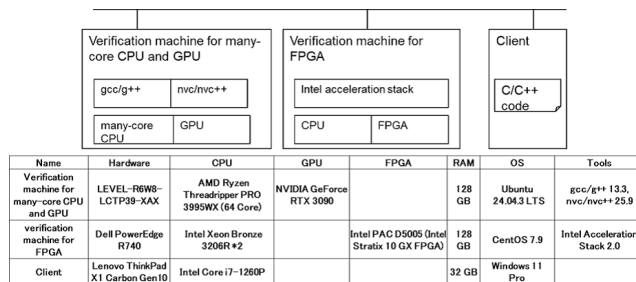 Verification machine for many-
core CPU and GPU
gcc/g++
nvc/nvc++
many-core
CPU
GPU
Verification machine for
FPGA
Intel acceleration stack
CPU
FPGA
Client
C/C++
code
Name Hardware CPU GPU FPGA RAM OS Tools
Verification
machine for
many-core CPU
and GPU
LEVEL-R6W8-
LCTP39-XAX
AMD Ryzen
Threadripper PRO
3995WX (64 Core)
NVIDIA GeForce
RTX 3090
128
GB
Ubuntu
24.04.3 LTS
gcc/g++ 13.3,
nvc/nvc++ 25.9
verification
machine for
FPGA
Dell PowerEdge
R740
Intel Xeon Bronze
3206R *2
Intel PAC D5005 (Intel
Stratix 10 GX FPGA)
128
GB
CentOS 7.9
Intel Acceleration
Stack 2.0
Client
Lenovo ThinkPad
X1 Carbon Gen10
Intel Core i7-1260P
32 GB
Windows 11
Pro